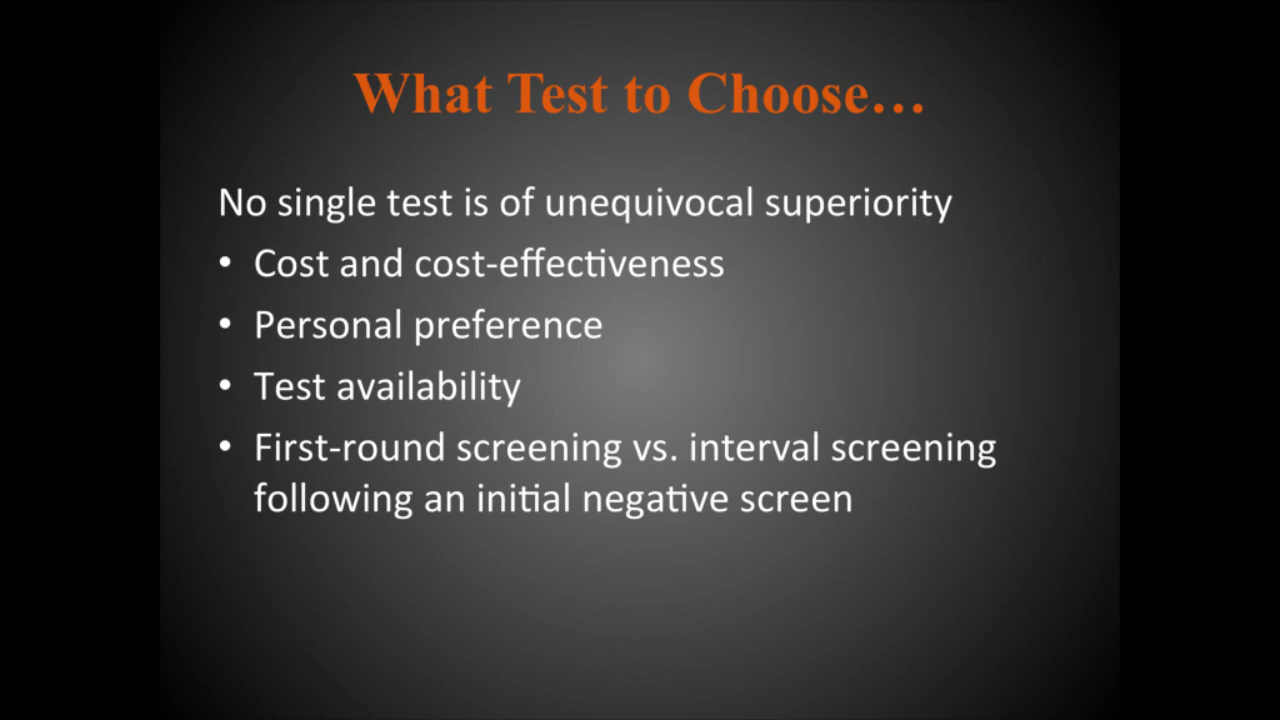 What Test to Choose…
No single test is of unequivocal superiority
• Cost and cost-effectiveness
• Personal preference
• Test availability
• First-round screening vs. interval screening
following an initial negative screen